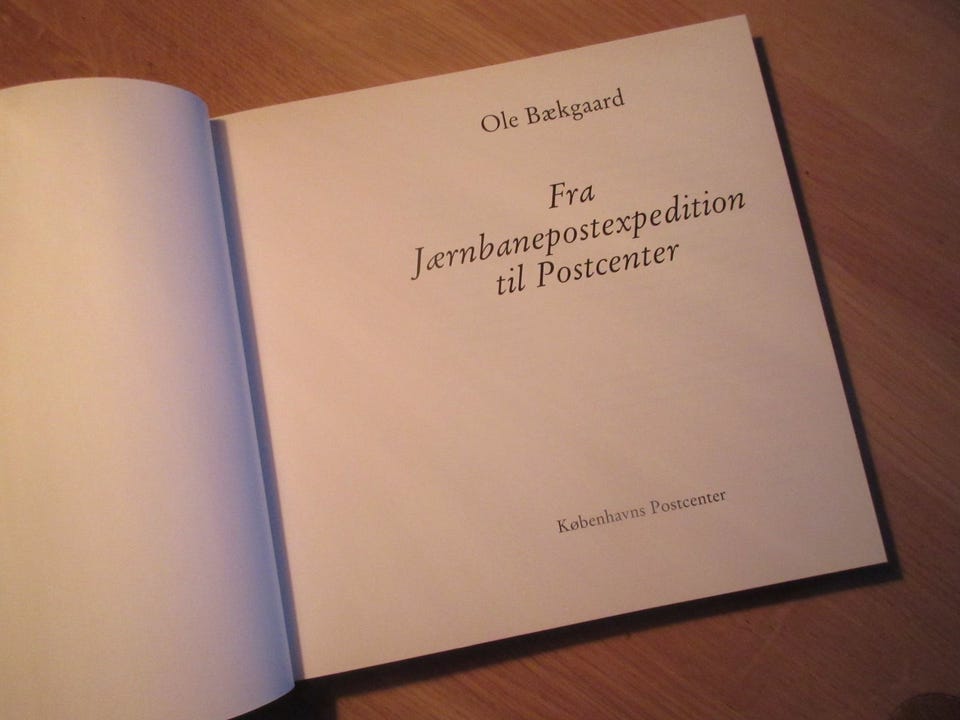 Ole Bækgaard
Fra
Jærnbanepostexpedition
til Postcenter
Københavns Postcenter